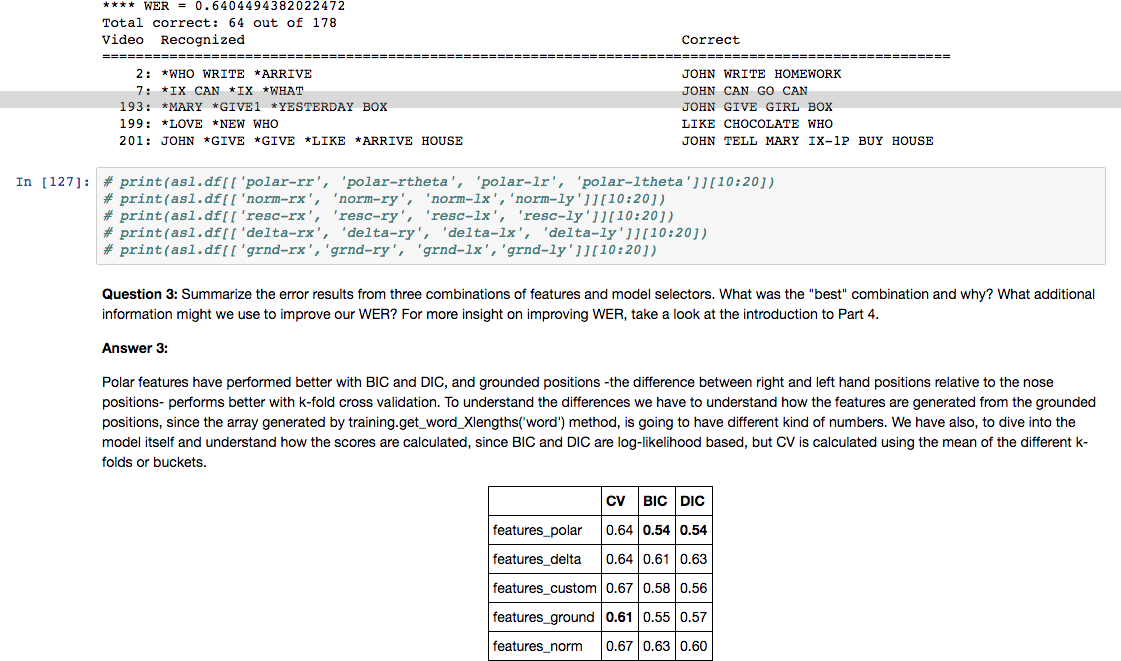 **** WER = 0.6404494382022472
Total correct: 64 out of 178
Video  Recognized                                                    Correct
=====================================================================================================
    2: *WHO WRITE *ARRIVE                                            JOHN WRITE HOMEWORK
    7: *IX CAN *IX *WHAT                                             JOHN CAN GO CAN
  193: *MARY *GIVE1 *YESTERDAY BOX                                   JOHN GIVE GIRL BOX
  199: *LOVE *NEW WHO                                                LIKE CHOCOLATE WHO
  201: JOHN *GIVE *GIVE *LIKE *ARRIVE HOUSE                          JOHN TELL MARY IX-1P BUY HOUSE
In [127]: # print(asl.df[['polar-rr', 'polar-rtheta', 'polar-lr', 'polar-ltheta']][10:20])
# print(asl.df[['norm-rx', 'norm-ry', 'norm-lx','norm-ly']][10:20])
# print(asl.df[['resc-rx', 'resc-ry', 'resc-lx', 'resc-ly']][10:20])
# print(asl.df[['delta-rx', 'delta-ry', 'delta-lx', 'delta-ly']][10:20])
# print(asl.df[['grnd-rx','grnd-ry', 'grnd-lx','grnd-ly']][10:20])
Question 3: Summarize the error results from three combinations of features and model selectors. What was the "best" combination and why? What additional
information might we use to improve our WER? For more insight on improving WER, take a look at the introduction to Part 4.
Answer 3:
Polar features have performed better with BIC and DIC, and grounded positions -the difference between right and left hand positions relative to the nose
positions- performs better with k-fold cross validation. To understand the differences we have to understand how the features are generated from the grounded
positions, since the array generated by training.get_word_Xlengths('word') method, is going to have different kind of numbers. We have also, to dive into the
model itself and understand how the scores are calculated, since BIC and DIC are log-likelihood based, but CV is calculated using the mean of the different k-
folds or buckets.
CV BIC DIC
features_polar 0.64 0.54 0.54
features_delta 0.64 0.61 0.63
features_custom 0.67 0.58 0.56
features_ground 0.61 0.55 0.57
features_norm 0.67 0.63 0.60